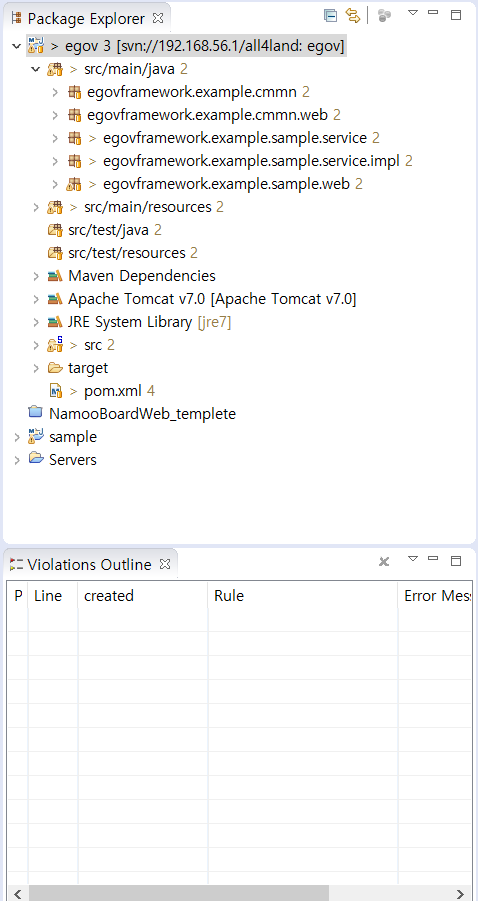 Package Explorer
> egov 3 [svn://192.168.56.1/all4land: egov]
> src/main/java 2
egovframework.example.cmmn 2
egovframework.example.cmmn.web 2
> egovframework.example.sample.service 2
> egovframework.example.sample.service.impl 2
> egovframework.example.sample.web 2
> src/main/resources 2
src/test/java 2
src/test/resources 2
Maven Dependencies
Apache Tomcat v7.0 [Apache Tomcat v7.0]
JRE System Library [jre7]
> src 2
target
> pom.xml 4
NamooBoardWeb_templete
sample
Servers
Violations Outline
P Line created Rule Error Mes